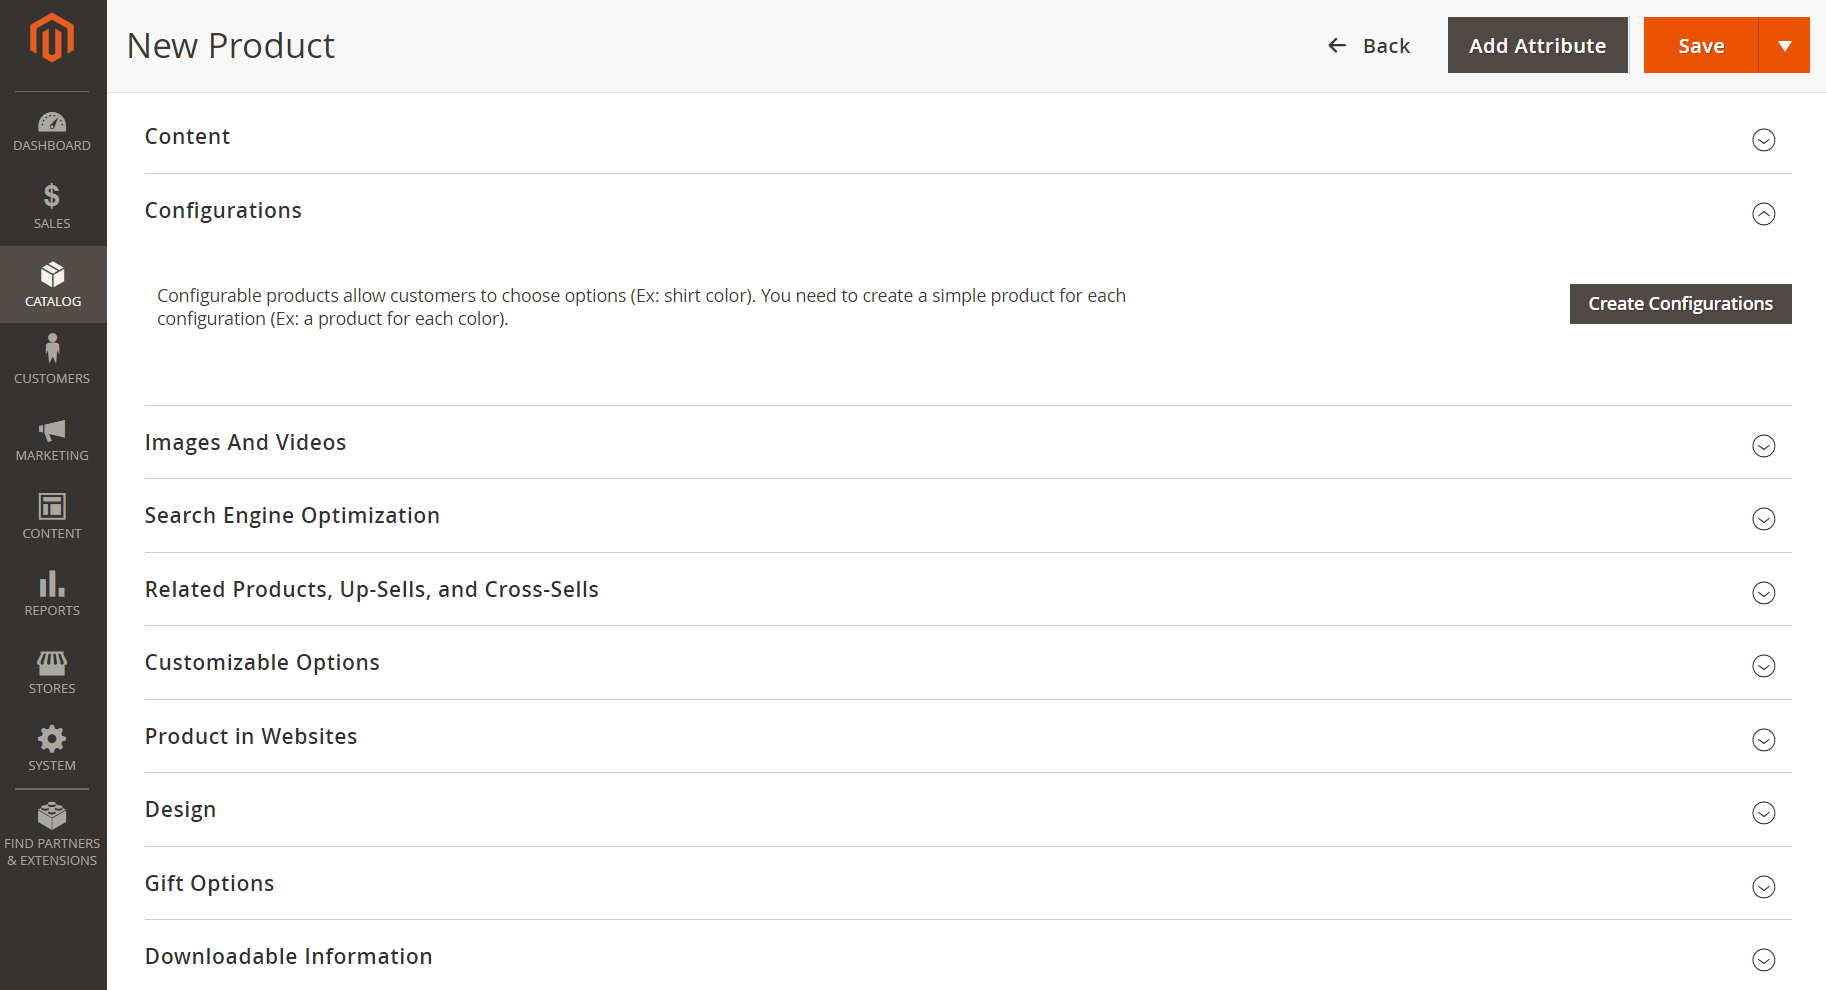 New Product
Back
Add Attribute
Save
DASHBOARD
SALES
CATALOG
CUSTOMERS
MARKETING
CONTENT
REPORTS
STORES
SYSTEM
FIND PARTNERS
& EXTENSIONS
Content
Configurations
Configurable products allow customers to choose options (Ex: shirt color). You need to create a simple product for each
configuration (Ex: a product for each color).
Create Configurations
Images And Videos
Search Engine Optimization
Related Products, Up-Sells, and Cross-Sells
Customizable Options
Product in Websites
Design
Gift Options
Downloadable Information